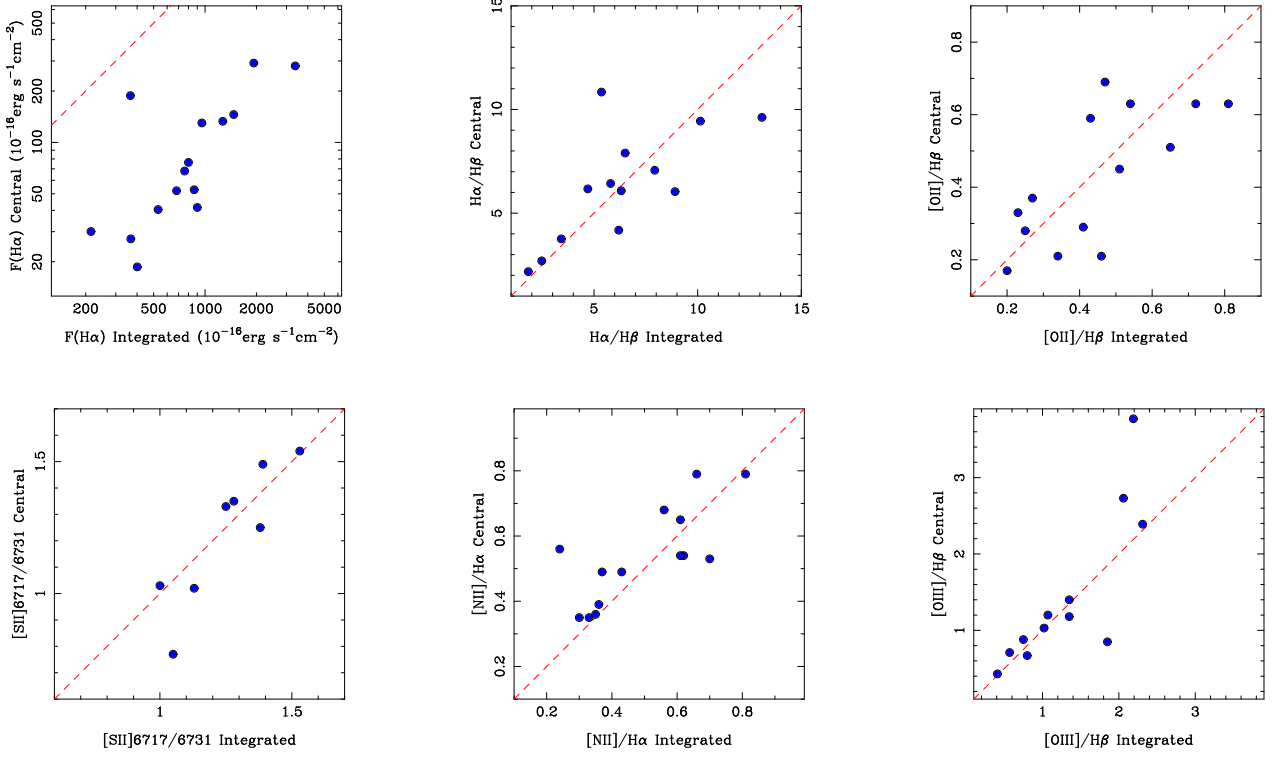 F(Hα) Central (10⁻¹⁶erg s⁻¹cm⁻²)
500
200
100
50
20
200 500 1000 2000 5000
F(Hα) Integrated (10⁻¹⁶erg s⁻¹cm⁻²)
Hα/Hβ Central
15
10
5
5 10 15
Hα/Hβ Integrated
[OII]/Hβ Central
0.8
0.6
0.4
0.2
0.2 0.4 0.6 0.8
[OII]/Hβ Integrated
[SII]6717/6731 Central
1.5
1
1 1.5
[SII]6717/6731 Integrated
[NII]/Hα Central
0.8
0.6
0.4
0.2
0.2 0.4 0.6 0.8
[NII]/Hα Integrated
[OIII]/Hβ Central
3
2
1
1 2 3
[OIII]/Hβ Integrated